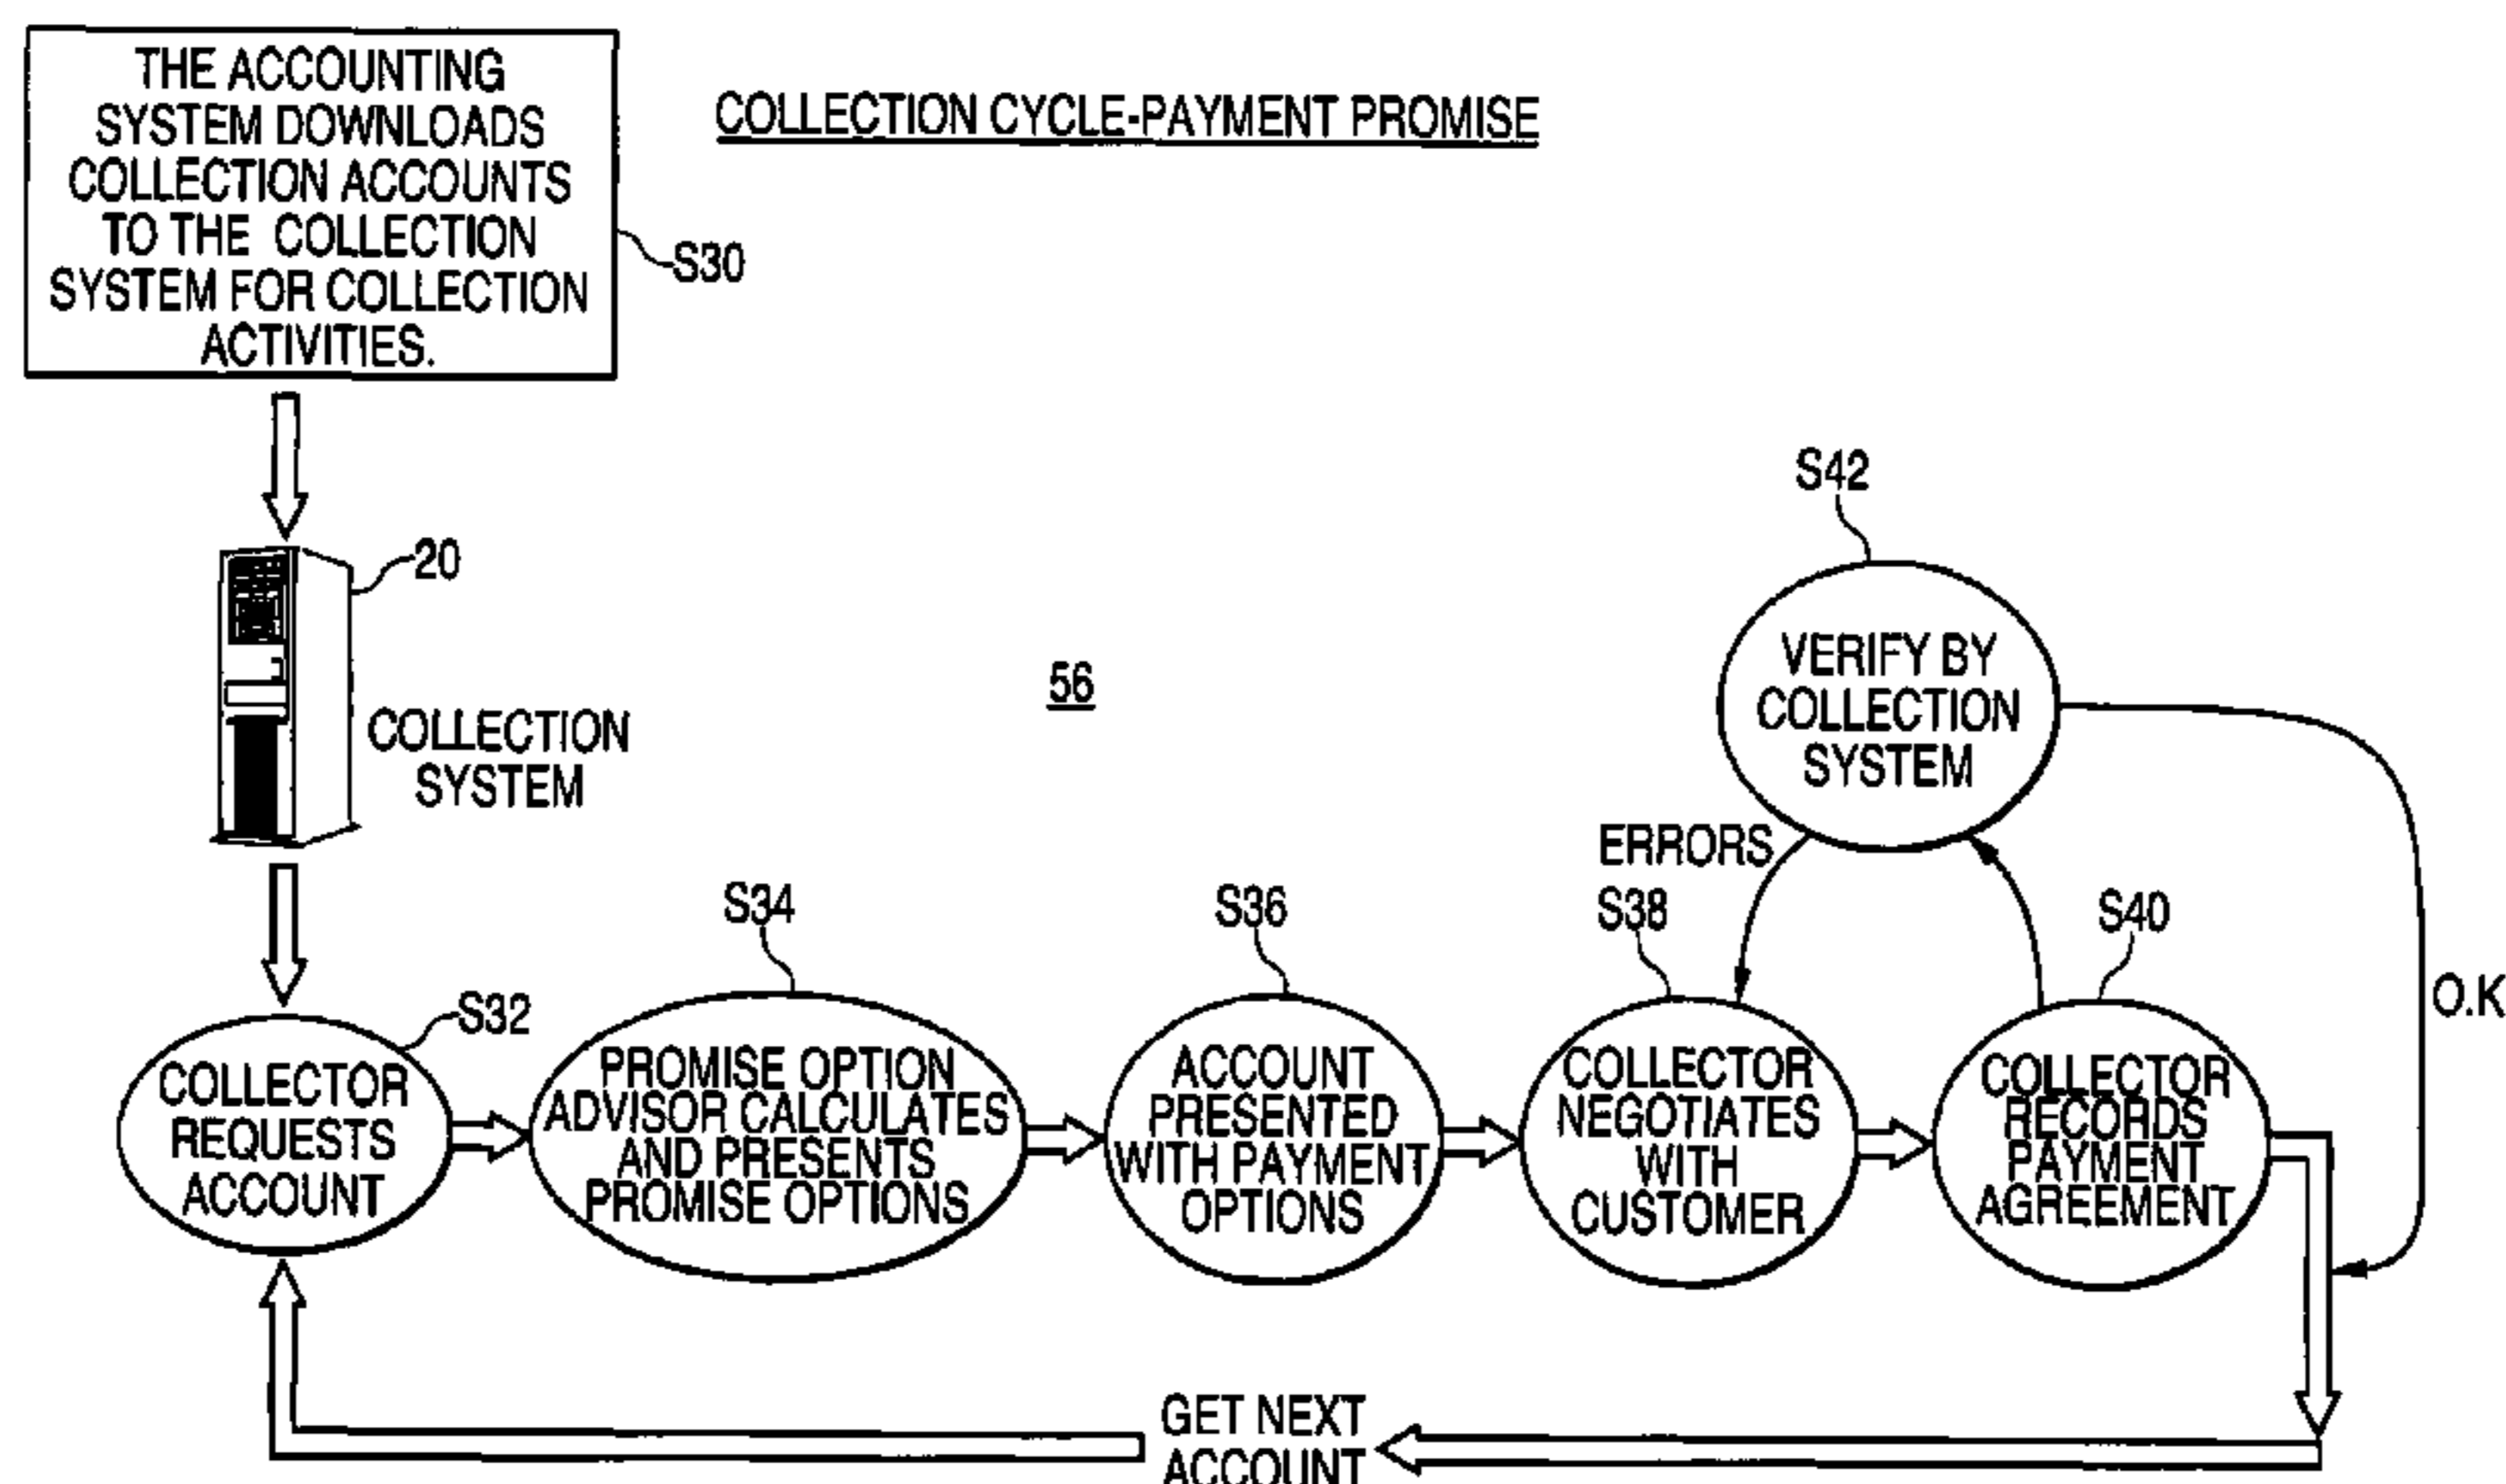 THE ACCOUNTING
SYSTEM DOWNLOADS
COLLECTION ACCOUNTS
TO THE COLLECTION
SYSTEM FOR COLLECTION
ACTIVITIES.
S30
COLLECTION CYCLE-PAYMENT PROMISE
20
COLLECTION
SYSTEM
56
S42
VERIFY BY
COLLECTION
SYSTEM
ERRORS
O.K
S32
COLLECTOR
REQUESTS
ACCOUNT
S34
PROMISE OPTION
ADVISOR CALCULATES
AND PRESENTS
PROMISE OPTIONS
S36
ACCOUNT
PRESENTED
WITH PAYMENT
OPTIONS
S38
COLLECTOR
NEGOTIATES
WITH
CUSTOMER
S40
COLLECTOR
RECORDS
PAYMENT
AGREEMENT
GET NEXT
ACCOUNT